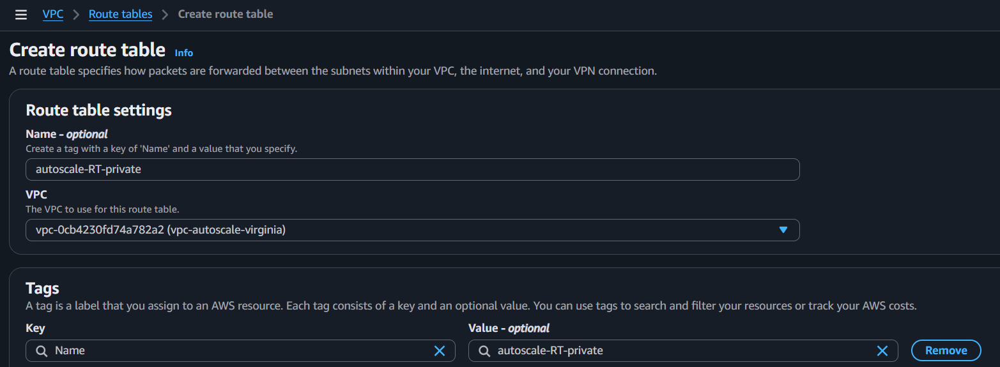 VPC > Route tables > Create route table
Create route table Info
A route table specifies how packets are forwarded between the subnets within your VPC, the internet, and your VPN connection.
Route table settings
Name - optional
Create a tag with a key of 'Name' and a value that you specify.
autoscale-RT-private
VPC
The VPC to use for this route table.
vpc-0cb4230fd74a782a2 (vpc-autoscale-virginia)
Tags
A tag is a label that you assign to an AWS resource. Each tag consists of a key and an optional value. You can use tags to search and filter your resources or track your AWS costs.
Key Value - optional
Name autoscale-RT-private Remove